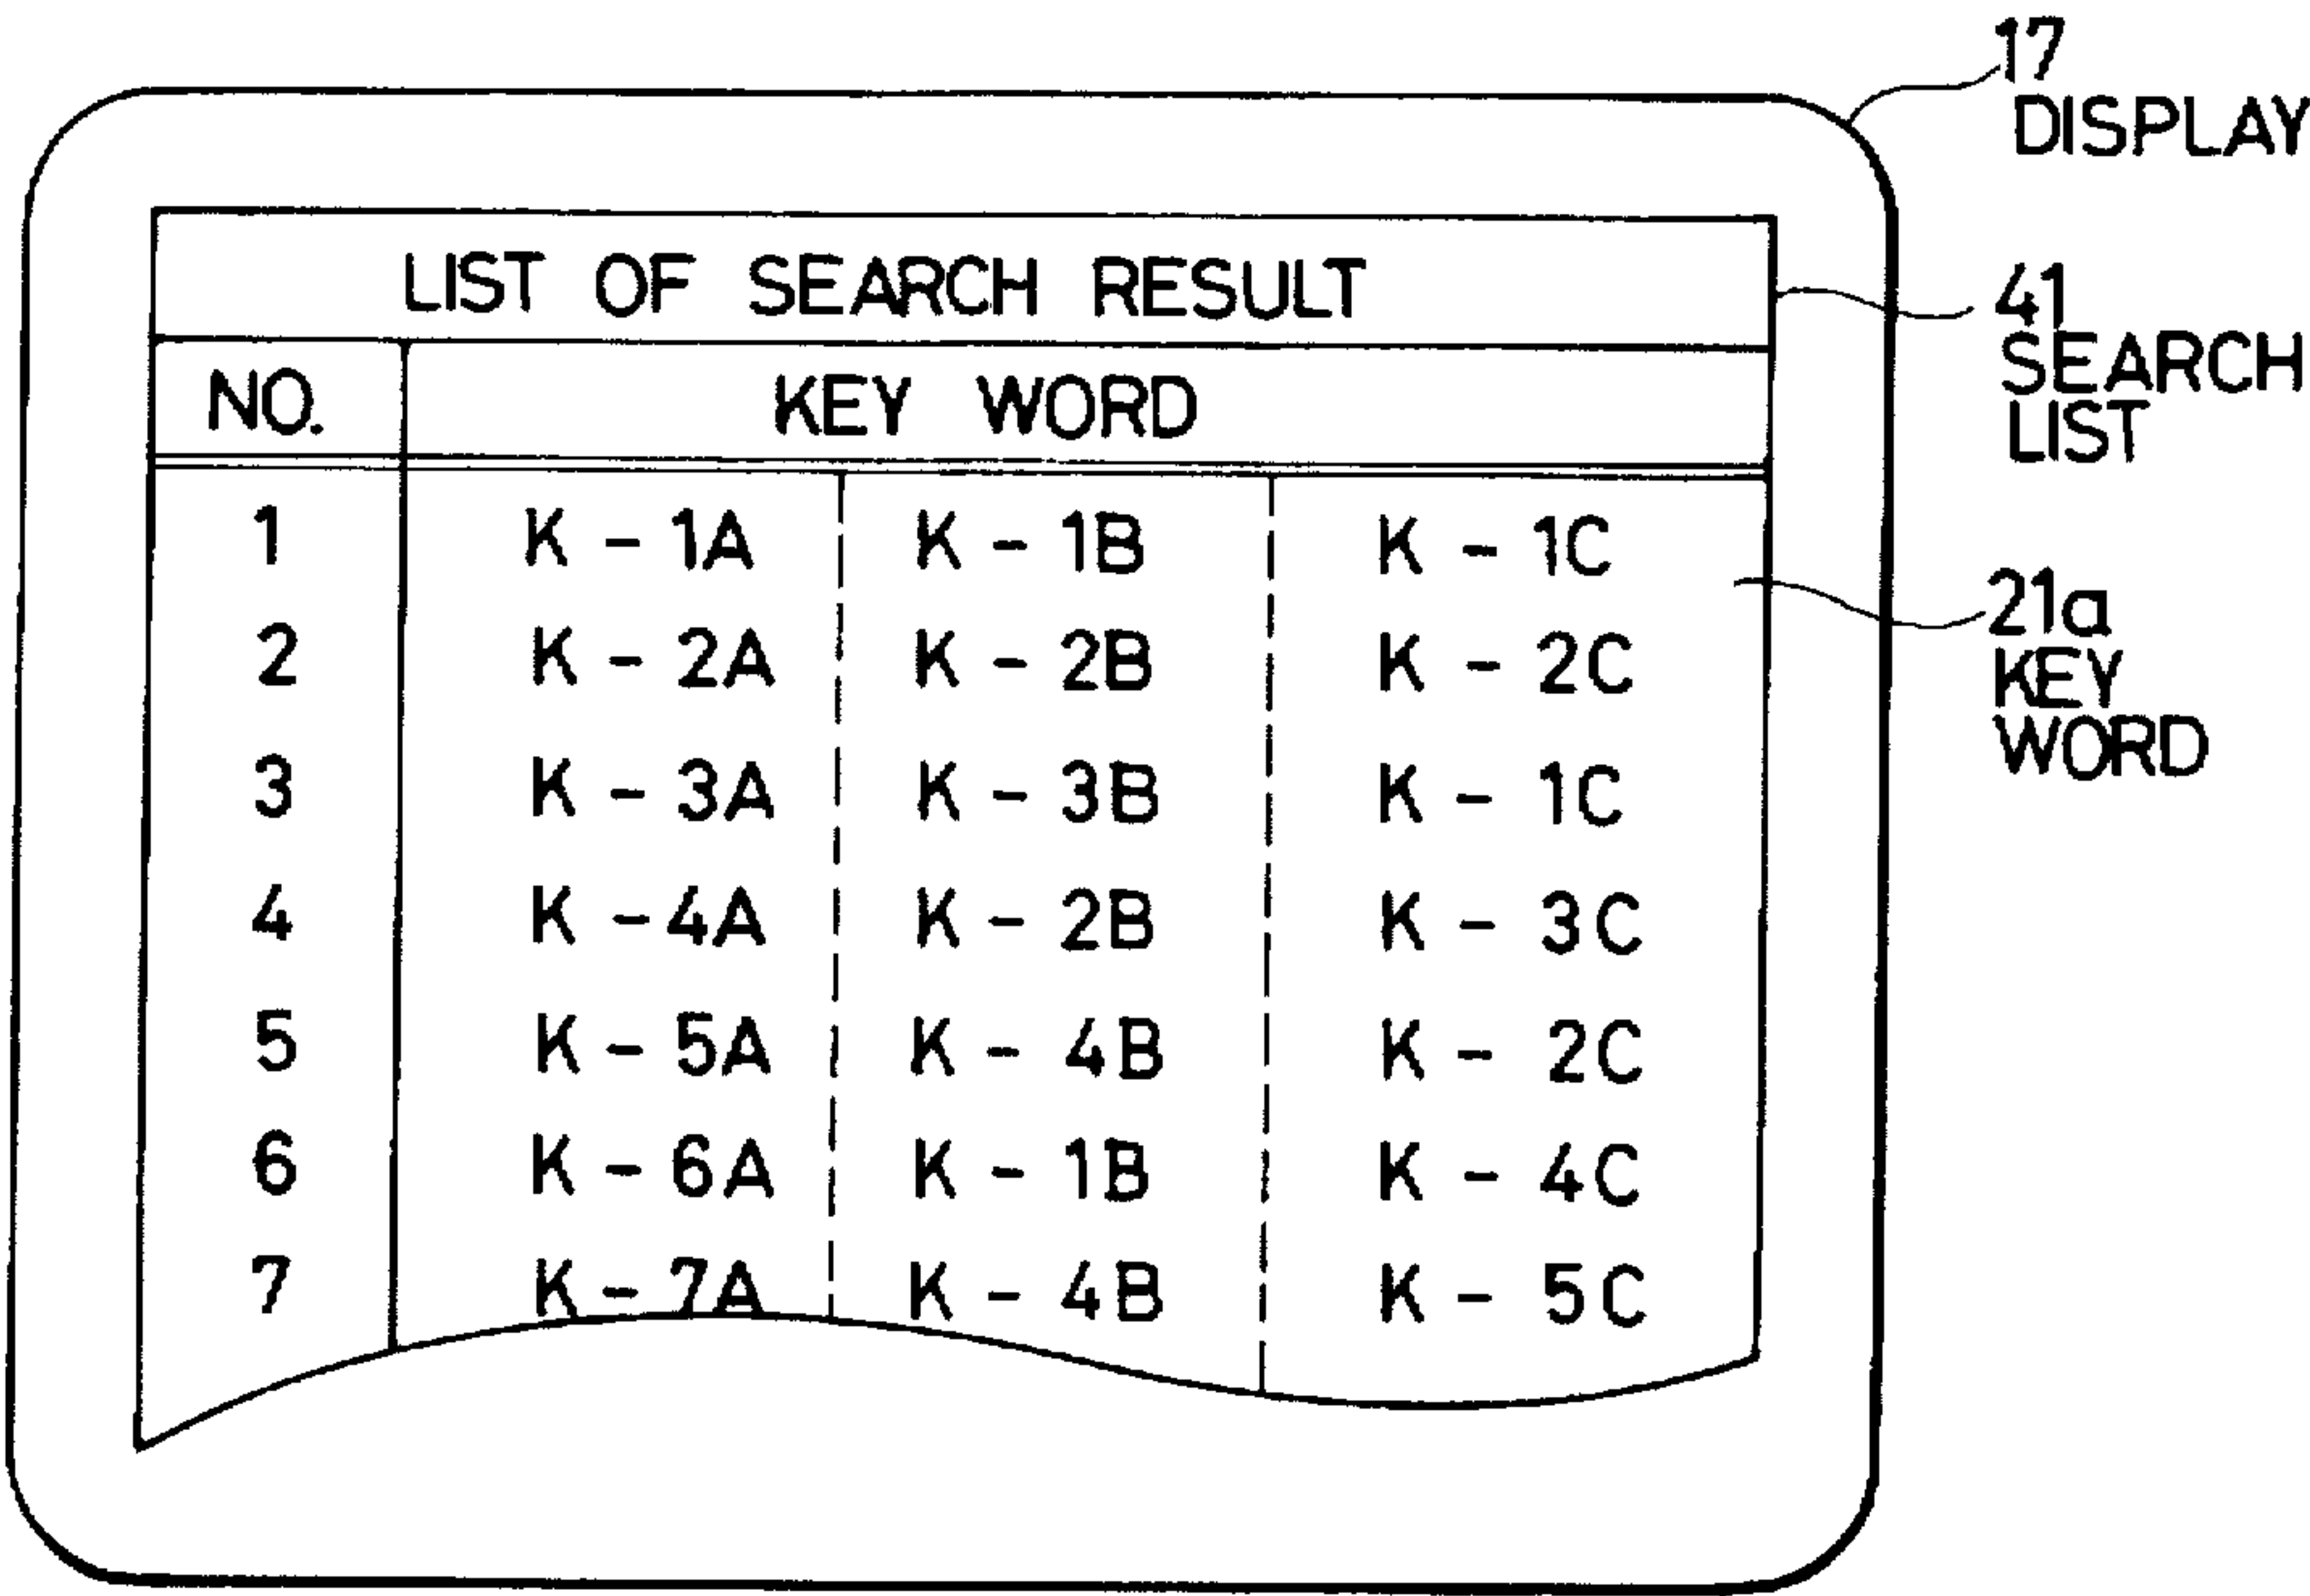 17
DISPLAY
LIST OF SEARCH RESULT
41
SEARCH
LIST
NO. KEY WORD
1 K - 1A K - 1B K - 1C
21a
KEY
WORD
2 K - 2A K - 2B K - 2C
3 K - 3A K - 3B K - 1C
4 K - 4A K - 2B K - 3C
5 K - 5A K - 4B K - 2C
6 K - 6A K - 1B K - 4C
7 K - 7A K - 4B K - 5C